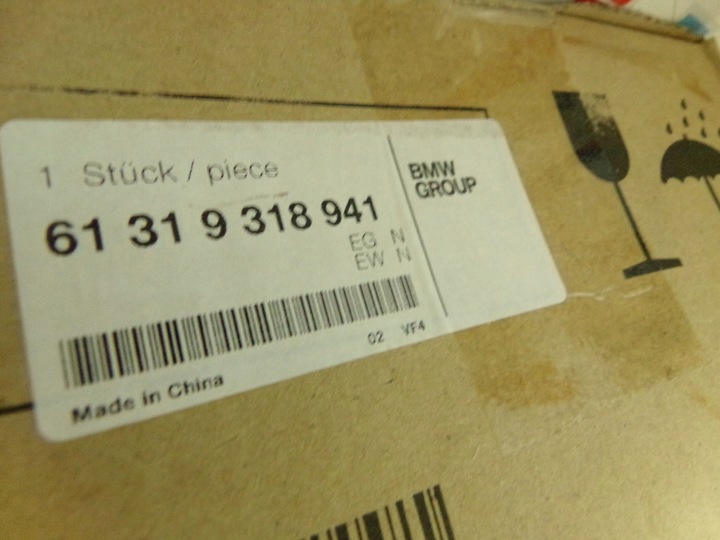 1 Stück / piece
61 31 9 318 941
EG N
EW N
02 VF4
Made in China
BMW
GROUP